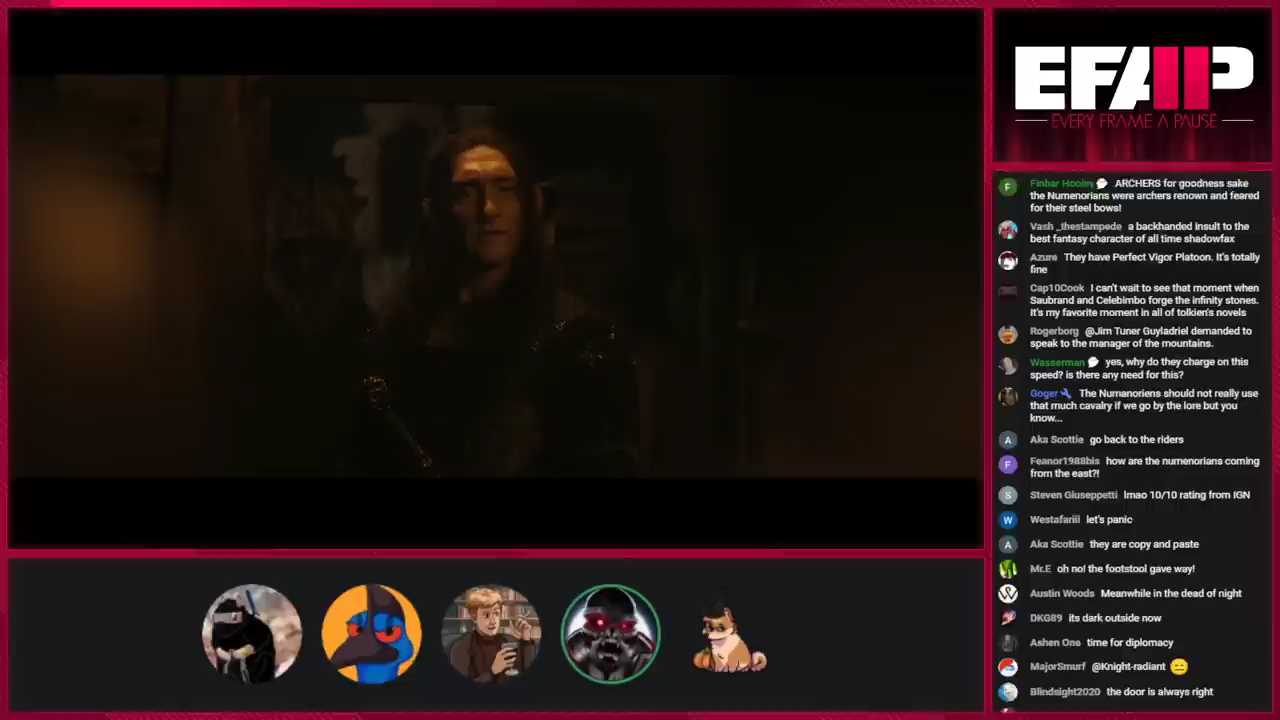 EFAP
EVERY FRAME A PAUSE
Finbar Hooim ARCHERS for goodness sake
the Numenorians were archers renown and feared
for their steel bows!
Vash _thestampede a backhanded insult to the
best fantasy character of all time shadowfax
Azure They have Perfect Vigor Platoon. It's totally
fine
Cap10Cook I can't wait to see that moment when
Saubrand and Celebimbo forge the infinity stones.
It's my favorite moment in all of tolkien's novels
Rogerborg @Jim Tuner Guyladriel demanded to
speak to the manager of the mountains.
Wasserman yes, why do they charge on this
speed? is there any need for this?
Goger The Numanoriens should not really use
that much cavalry if we go by the lore but you
know...
A Aka Scottie go back to the riders
F Feanor1988bis how are the numenorians coming
from the east?!
S Steven Giuseppetti lmao 10/10 rating from IGN
W Westafariii let's panic
A Aka Scottie they are copy and paste
Mr.E oh no! the footstool gave way!
Austin Woods Meanwhile in the dead of night
DKG89 its dark outside now
Ashen One time for diplomacy
MajorSmurf @Knight-radiant
Blindsight2020 the door is always right